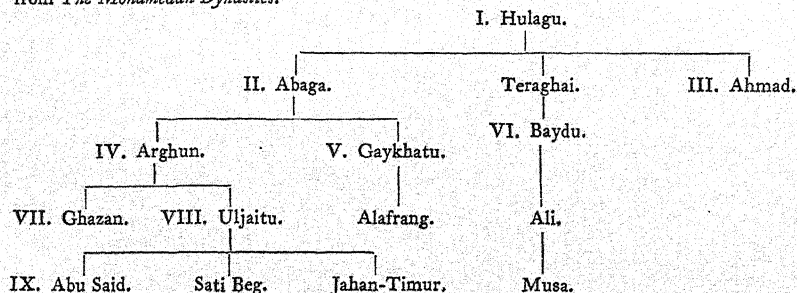 from The Mohamedan Dynasties.
I. Hulagu.
II. Abaga. Teraghai. III. Ahmad.
VI. Baydu.
IV. Arghun. V. Gaykhatu.
VII. Ghazan. VIII. Uljaitu. Alafrang. Ali.
IX. Abu Said. Sati Beg. Jahan-Timur. Musa.